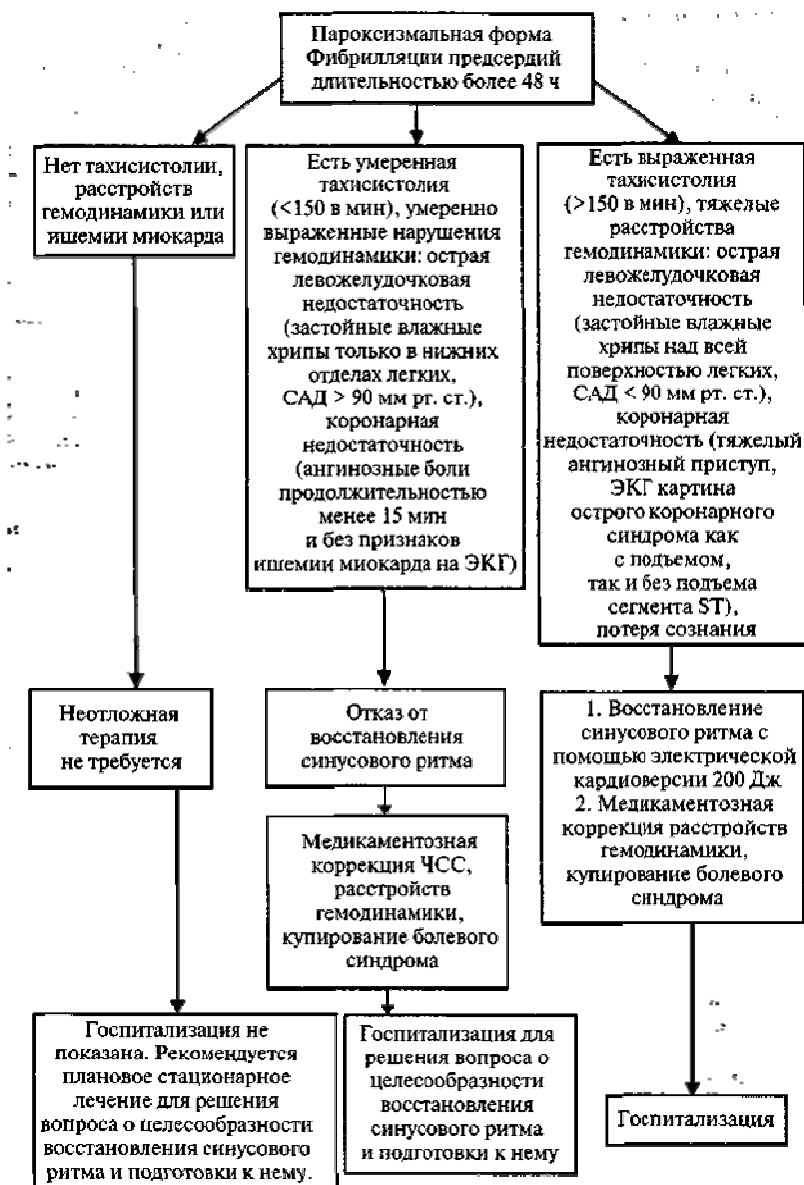 Пароксизмальная форма
Фибрилляции предсердий
длительностью более 48 ч
Нет тахисистолии,
расстройств
гемодинамики или
ишемии миокарда
Есть умеренная
тахисистолия
(<150 в мин), умеренно
выраженные нарушения
гемодинамики: острая
левожелудочковая
недостаточность
(застойные влажные
хрипы только в нижних
отделах легких,
САД > 90 мм рт. ст.),
коронарная
недостаточность
(ангинозные боли
продолжительностью
менее 15 мин
и без признаков
ишемии миокарда на ЭКГ)
Есть выраженная
тахисистолия
(>150 в мин), тяжелые
расстройства
гемодинамики: острая
левожелудочковая
недостаточность
(застойные влажные
хрипы над всей
поверхностью легких,
САД < 90 мм рт. ст.),
коронарная
недостаточность (тяжелый
ангинозный приступ,
ЭКГ картина
острого коронарного
синдрома как
с подъемом,
так и без подъема
сегмента ST),
потеря сознания
Неотложная
терапия
не требуется
Отказ от
восстановления
синусового ритма
1. Восстановление
синусового ритма с
помощью электрической
кардиоверсии 200 Дж
2. Медикаментозная
коррекция расстройств
гемодинамики,
купирование болевого
синдрома
Медикаментозная
коррекция ЧСС,
расстройств
гемодинамики,
купирование болевого
синдрома
Госпитализация не
показана. Рекомендуется
плановое стационарное
лечение для решения
вопроса о целесообразности
восстановления синусового
ритма и подготовки к нему.
Госпитализация для
решения вопроса о
целесообразности
восстановления
синусового ритма
и подготовки к нему
Госпитализация